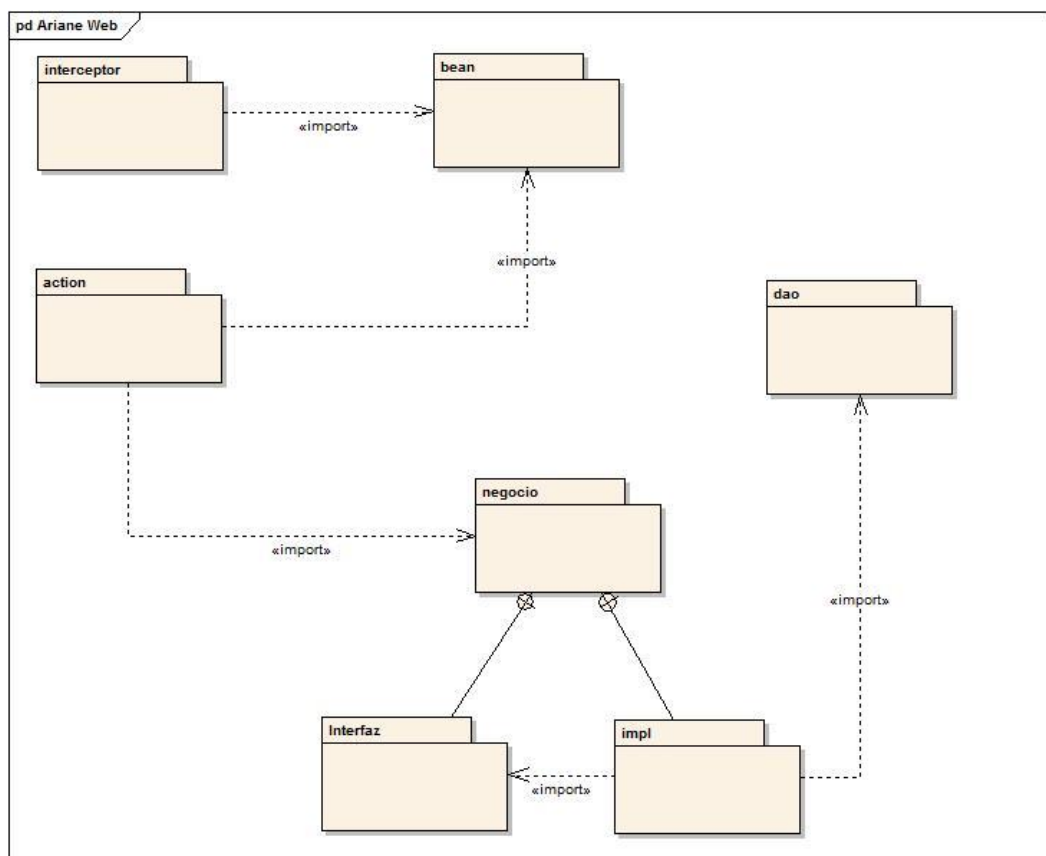 pd Ariane Web
interceptor
bean
«import»
«import»
action
dao
negocio
«import»
«import»
Interfaz
impl
«import»